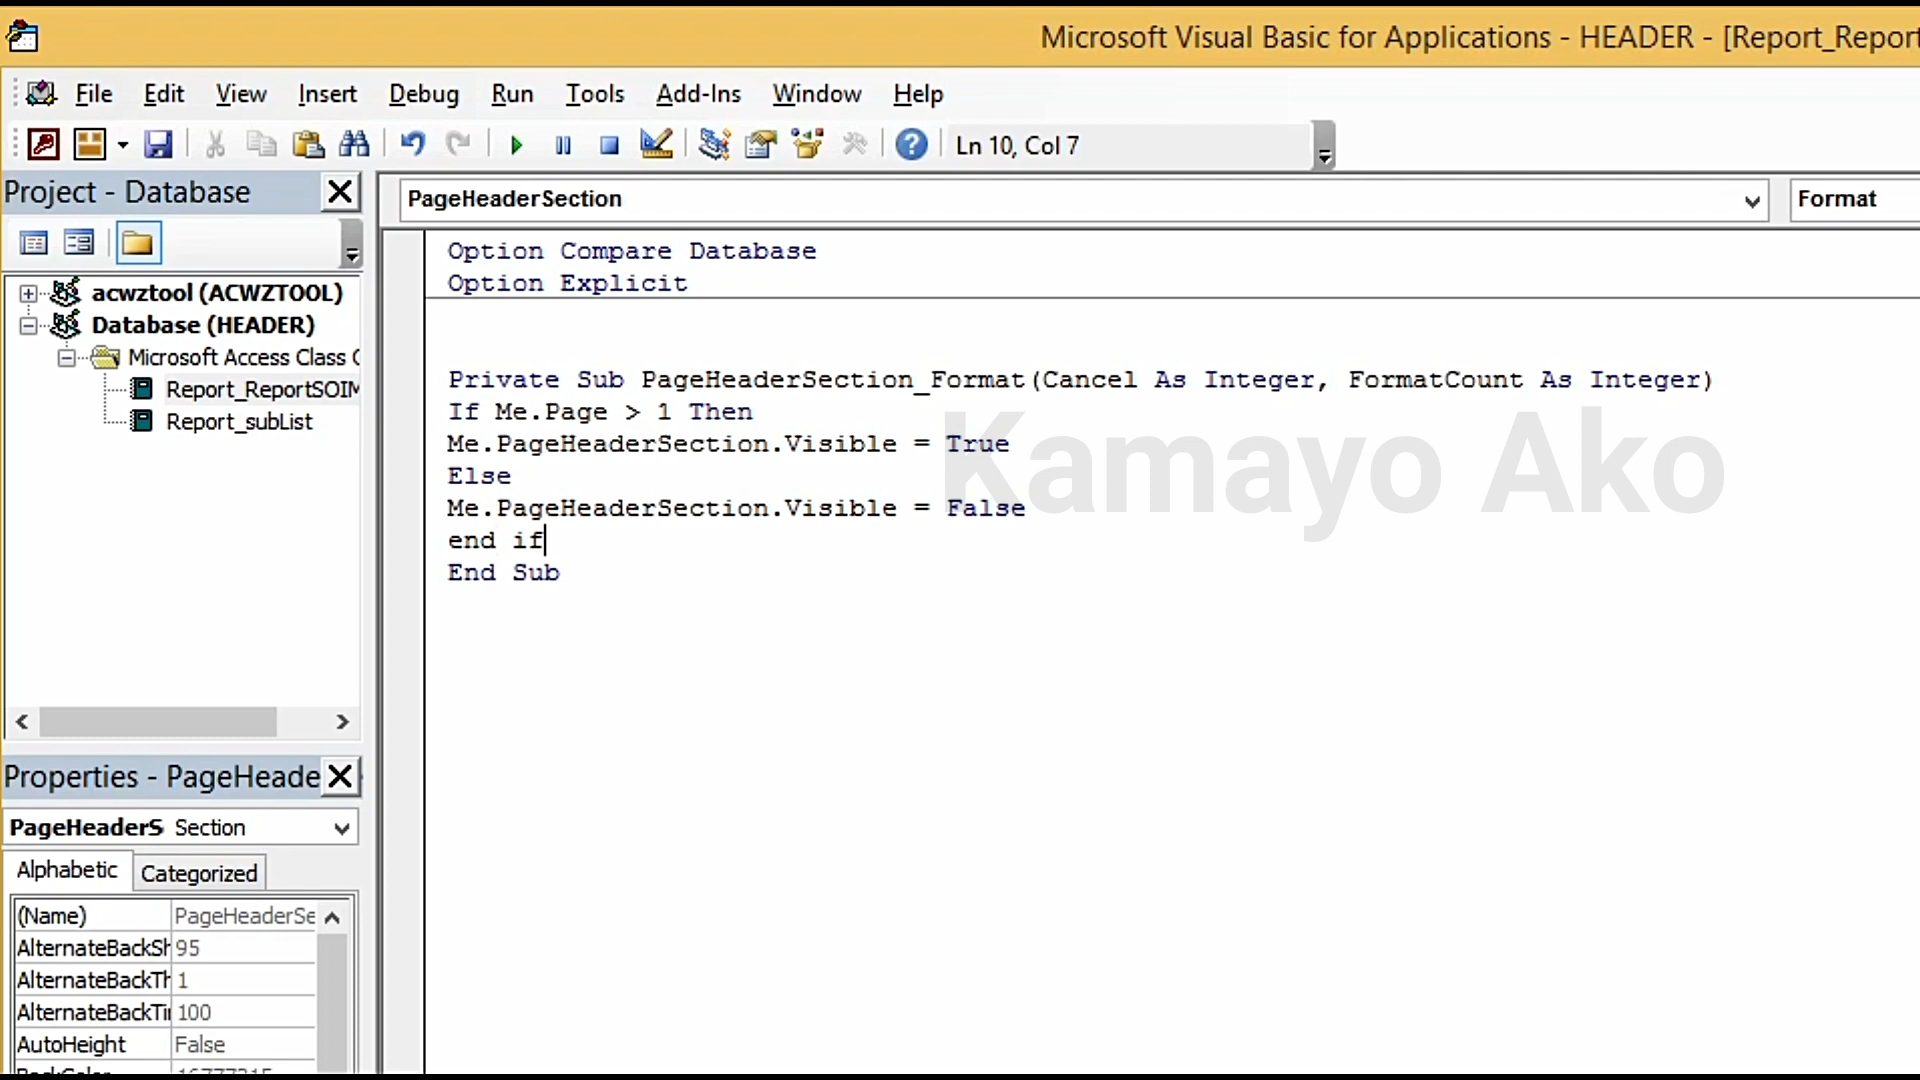 Microsoft Visual Basic for Applications - HEADER - [Report_Report
File Edit View Insert Debug Run Tools Add-Ins Window Help
Ln 10, Col 7
Project - Database
PageHeaderSection
Format
acwztool (ACWZTOOL)
Database (HEADER)
Microsoft Access Class
Report_ReportSOIM
Report_subList
Option Compare Database
Option Explicit
Private Sub PageHeaderSection_Format(Cancel As Integer, FormatCount As Integer)
If Me.Page > 1 Then
Me.PageHeaderSection.Visible = True
Else
Me.PageHeaderSection.Visible = False
end if
End Sub
Kamayo Ako
Properties - PageHeade
PageHeaderS Section
Alphabetic Categorized
(Name) PageHeaderSe
AlternateBackSh 95
AlternateBackTh 1
AlternateBackTi 100
AutoHeight False